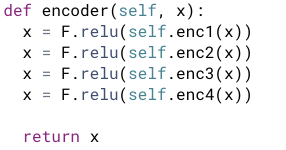 def encoder(self, x):
  x = F.relu(self.enc1(x))
  x = F.relu(self.enc2(x))
  x = F.relu(self.enc3(x))
  x = F.relu(self.enc4(x))

  return x